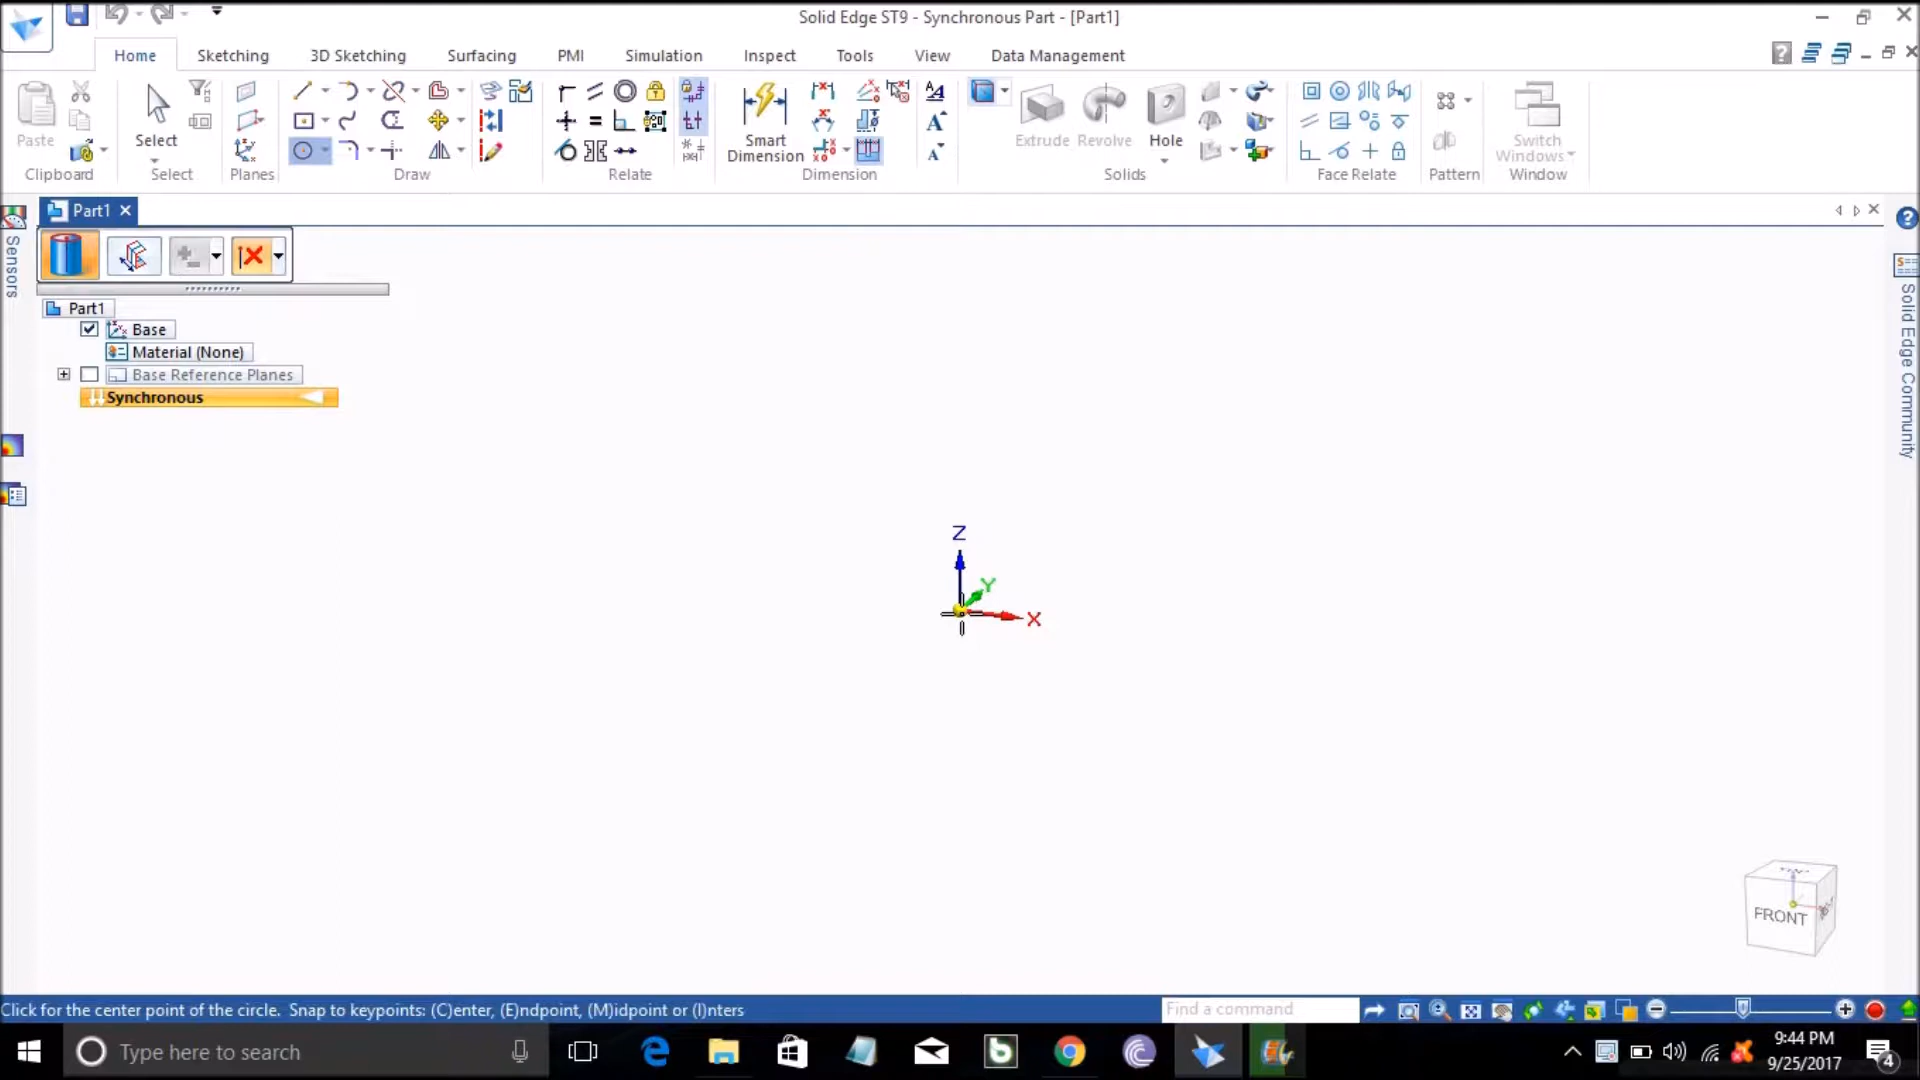 Solid Edge ST9 - Synchronous Part - [Part1]
Home Sketching 3D Sketching Surfacing PMI Simulation Inspect Tools View Data Management
Paste Select Smart Dimension Extrude Revolve Hole Switch Windows
Clipboard Select Planes Draw Relate Dimension Solids Face Relate Pattern Window
Part1
Sensors
Solid Edge Community
Part1
Base
Material (None)
Base Reference Planes
Synchronous
Z
Y
X
FRONT
Click for the center point of the circle. Snap to keypoints: (C)enter, (E)ndpoint, (M)idpoint or (I)nters
Find a command
Type here to search
9:44 PM
9/25/2017
4